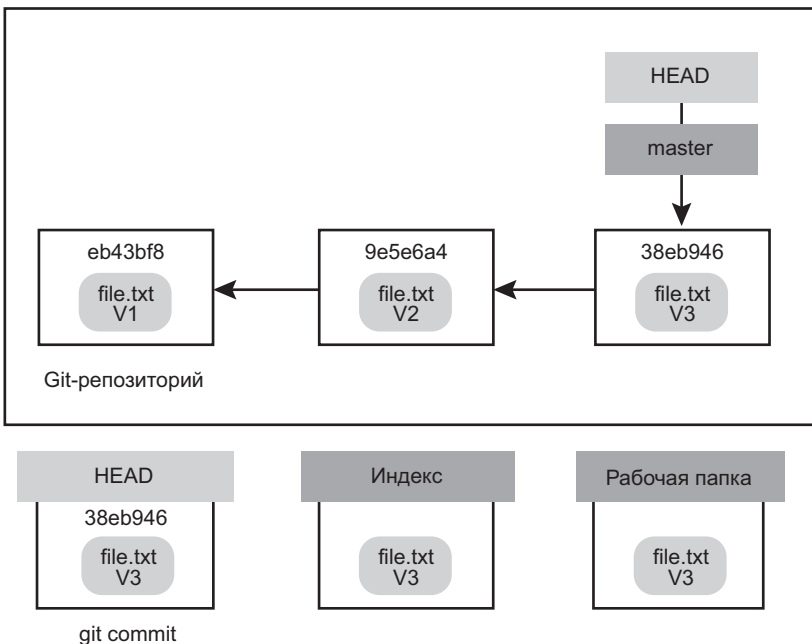 HEAD
master
eb43bf8
9e5e6a4
38eb946
file.txt
V1
file.txt
V2
file.txt
V3
Git-репозиторий
HEAD
Индекс
Рабочая папка
38eb946
file.txt
V3
file.txt
V3
file.txt
V3
git commit